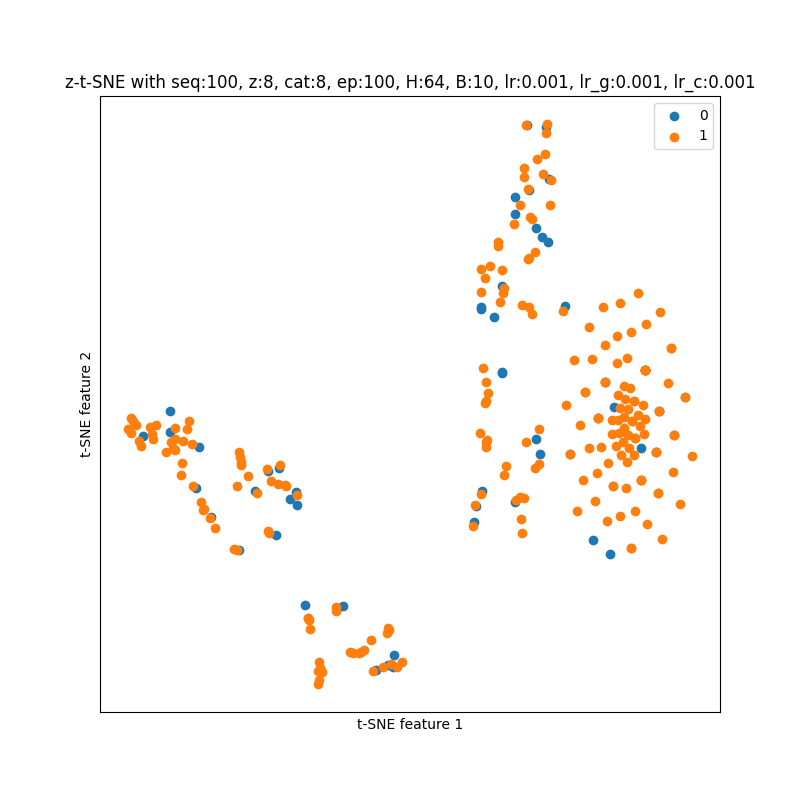 z-t-SNE with seq:100, z:8, cat:8, ep:100, H:64, B:10, lr:0.001, lr_g:0.001, lr_c:0.001
0
1
t-SNE feature 2
t-SNE feature 1